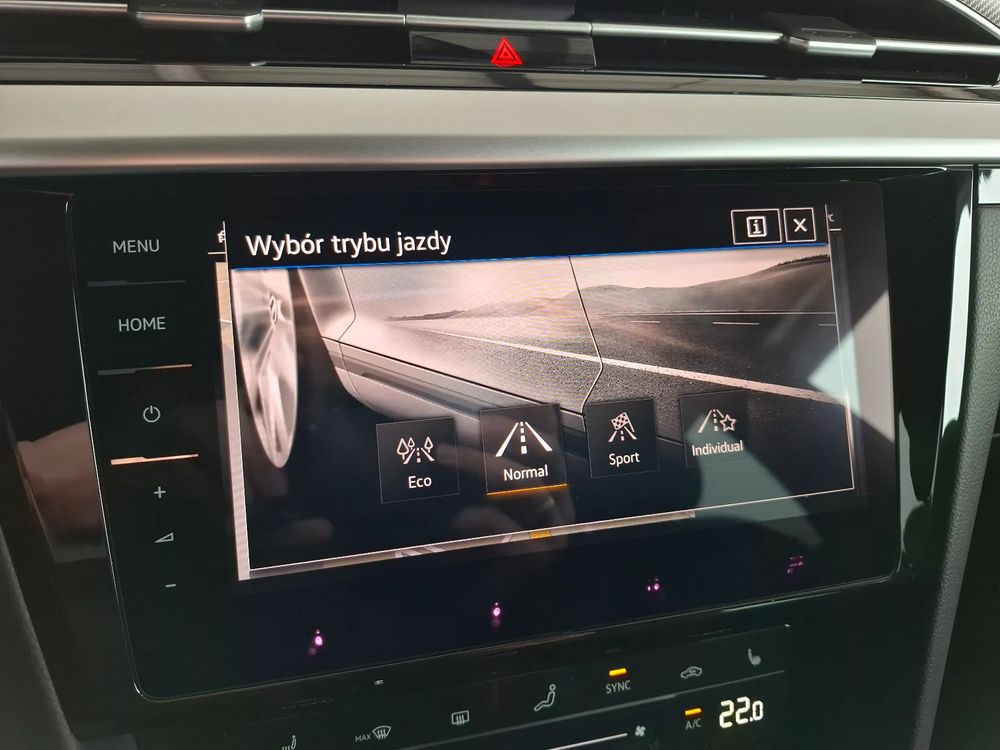 MENU
HOME
Wybór trybu jazdy
i
Eco
Normal
Sport
Individual
+
-
MAX
SYNC
A/C
22.0